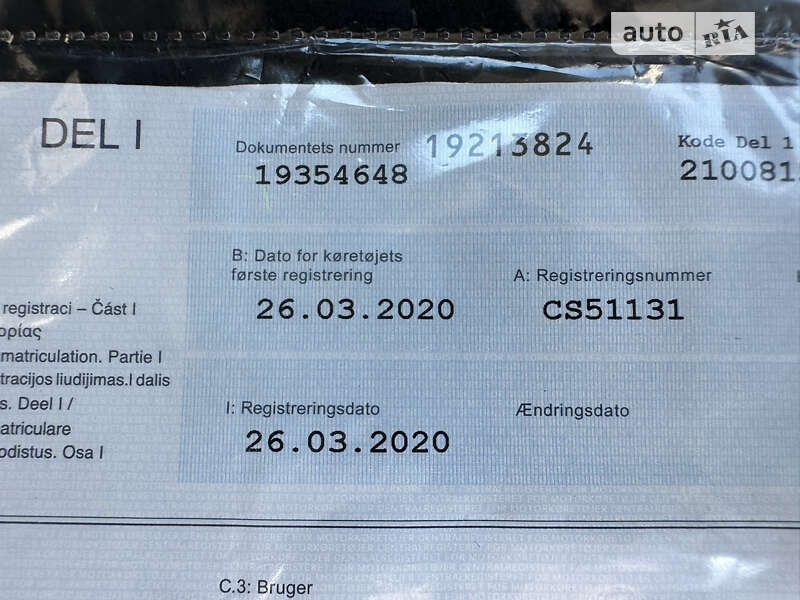 auto RIA
DEL I
Dokumentets nummer 19213824
19354648
Kode Del 1
210081
B: Dato for køretøjets
første registrering
26.03.2020
A: Registreringsnummer
CS51131
registraci – Část I
matriculation. Partie I
tracijos liudijimas.I dalis
s. Deel I /
atriculare
odistus. Osa I
I: Registreringsdato
26.03.2020
Ændringsdato
C.3: Bruger